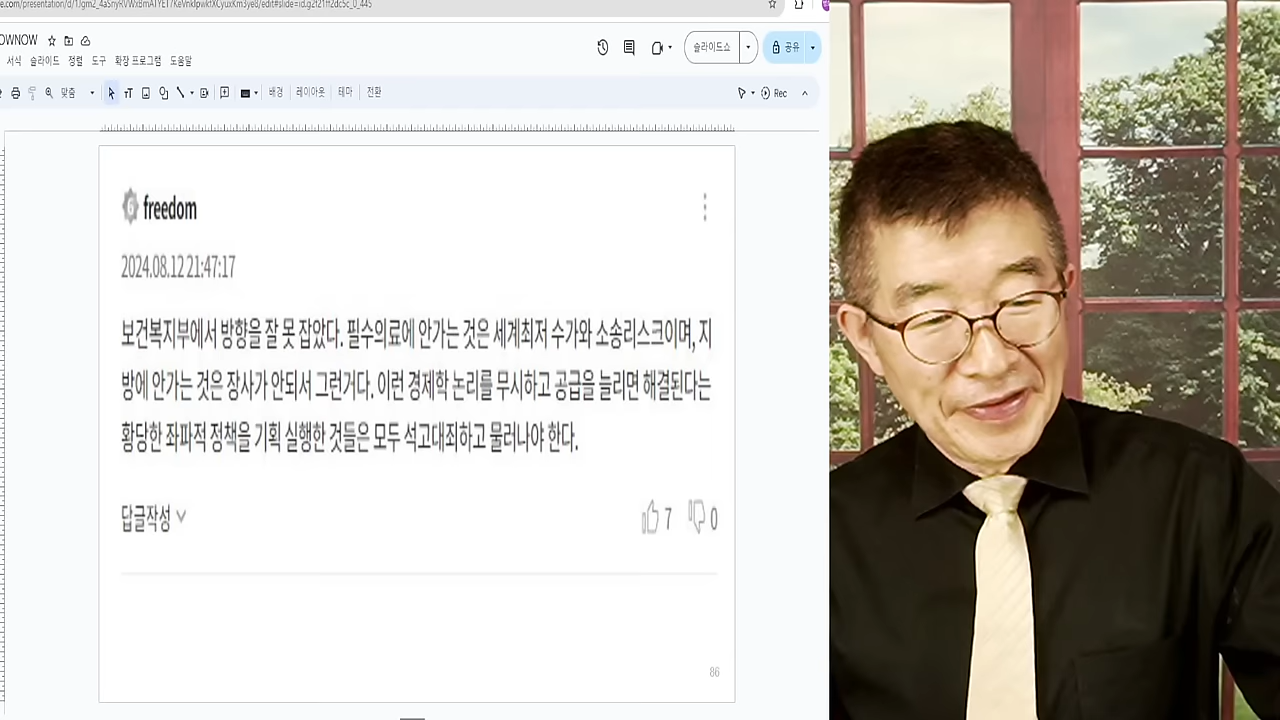 OWNOW
슬라이드쇼
공유
서식 슬라이드 정렬 도구 확장 프로그램 도움말
맞춤
배경 레이아웃 테마 전환
Rec
freedom
2024.08.12 21:47:17
보건복지부에서 방향을 잘 못 잡았다. 필수의료에 안가는 것은 세계최저 수가와 소송리스크이며, 지
방에 안가는 것은 장사가 안되서 그런거다. 이런 경제학 논리를 무시하고 공급을 늘리면 해결된다는
황당한 좌파적 정책을 기획 실행한 것들은 모두 석고대죄하고 물러나야 한다.
답글작성
7 0
86